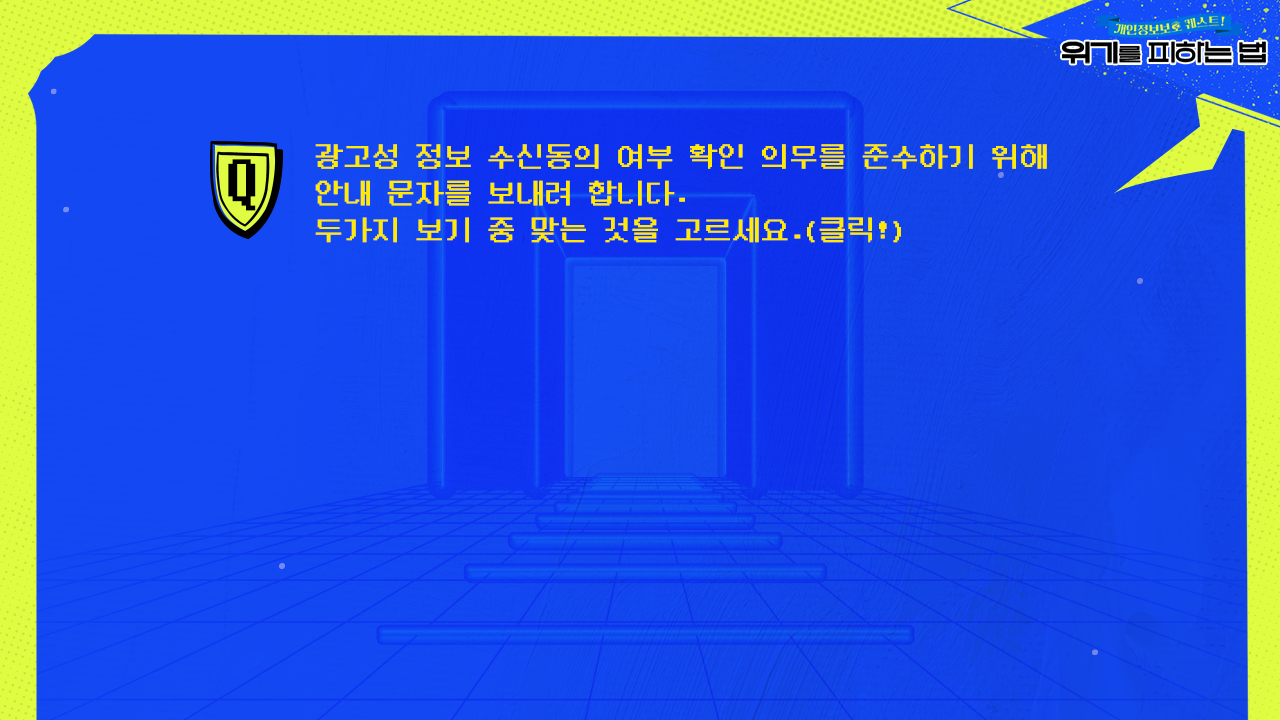 개인정보보호 퀘스트!
위기를 피하는 법
Q
광고성 정보 수신동의 여부 확인 의무를 준수하기 위해
안내 문자를 보내려 합니다.
두가지 보기 중 맞는 것을 고르세요.(클릭!)